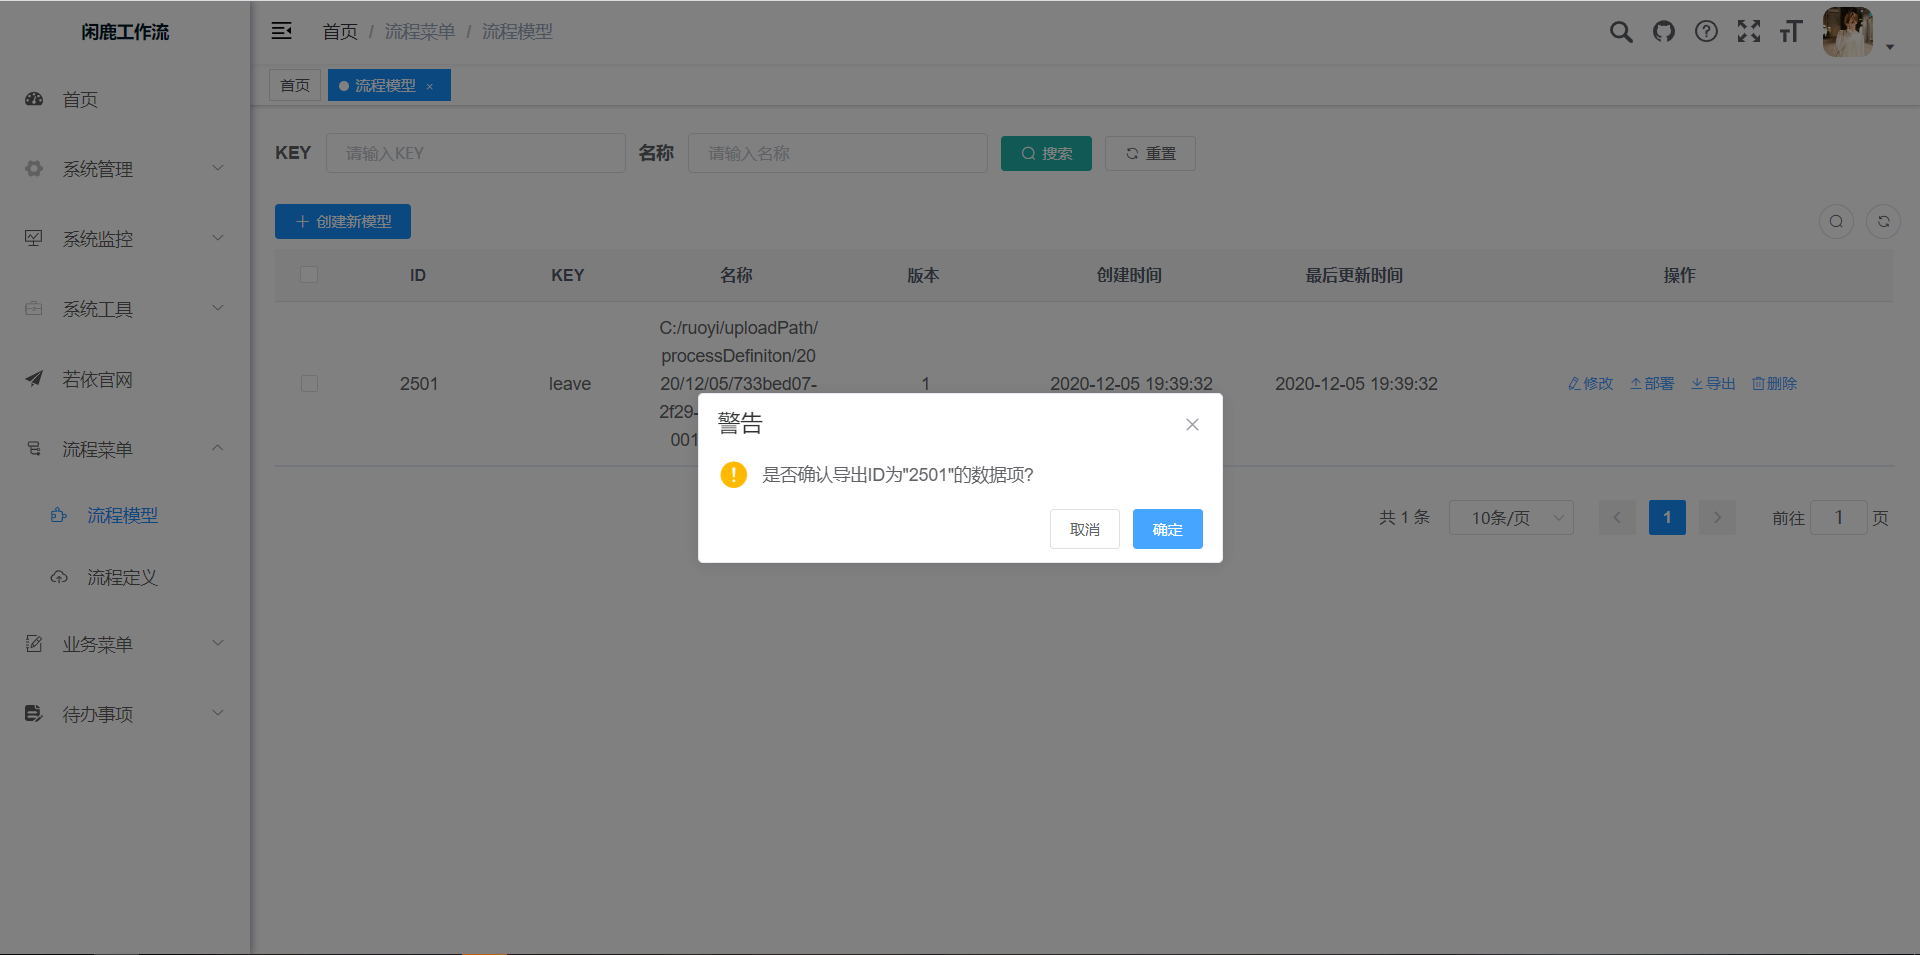 闲鹿工作流
首页 / 流程菜单 / 流程模型
首页
流程模型 ×
首页
系统管理
系统监控
系统工具
若依官网
流程菜单
流程模型
流程定义
业务菜单
待办事项
KEY 请输入KEY 名称 请输入名称 搜索 重置
创建新模型
ID KEY 名称 版本 创建时间 最后更新时间 操作
C:/ruoyi/uploadPath/
processDefiniton/20
2501 leave 20/12/05/733bed07- 1 2020-12-05 19:39:32 2020-12-05 19:39:32 修改 部署 导出 删除
2f29-
001
警告
是否确认导出ID为"2501"的数据项?
取消 确定
共 1 条 10条/页 1 前往 1 页